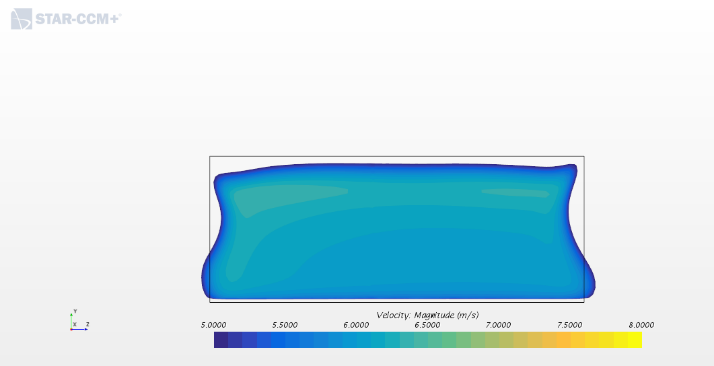 STAR-CCM+
Velocity: Magnitude (m/s)
5.0000 5.5000 6.0000 6.5000 7.0000 7.5000 8.0000
Y
X Z